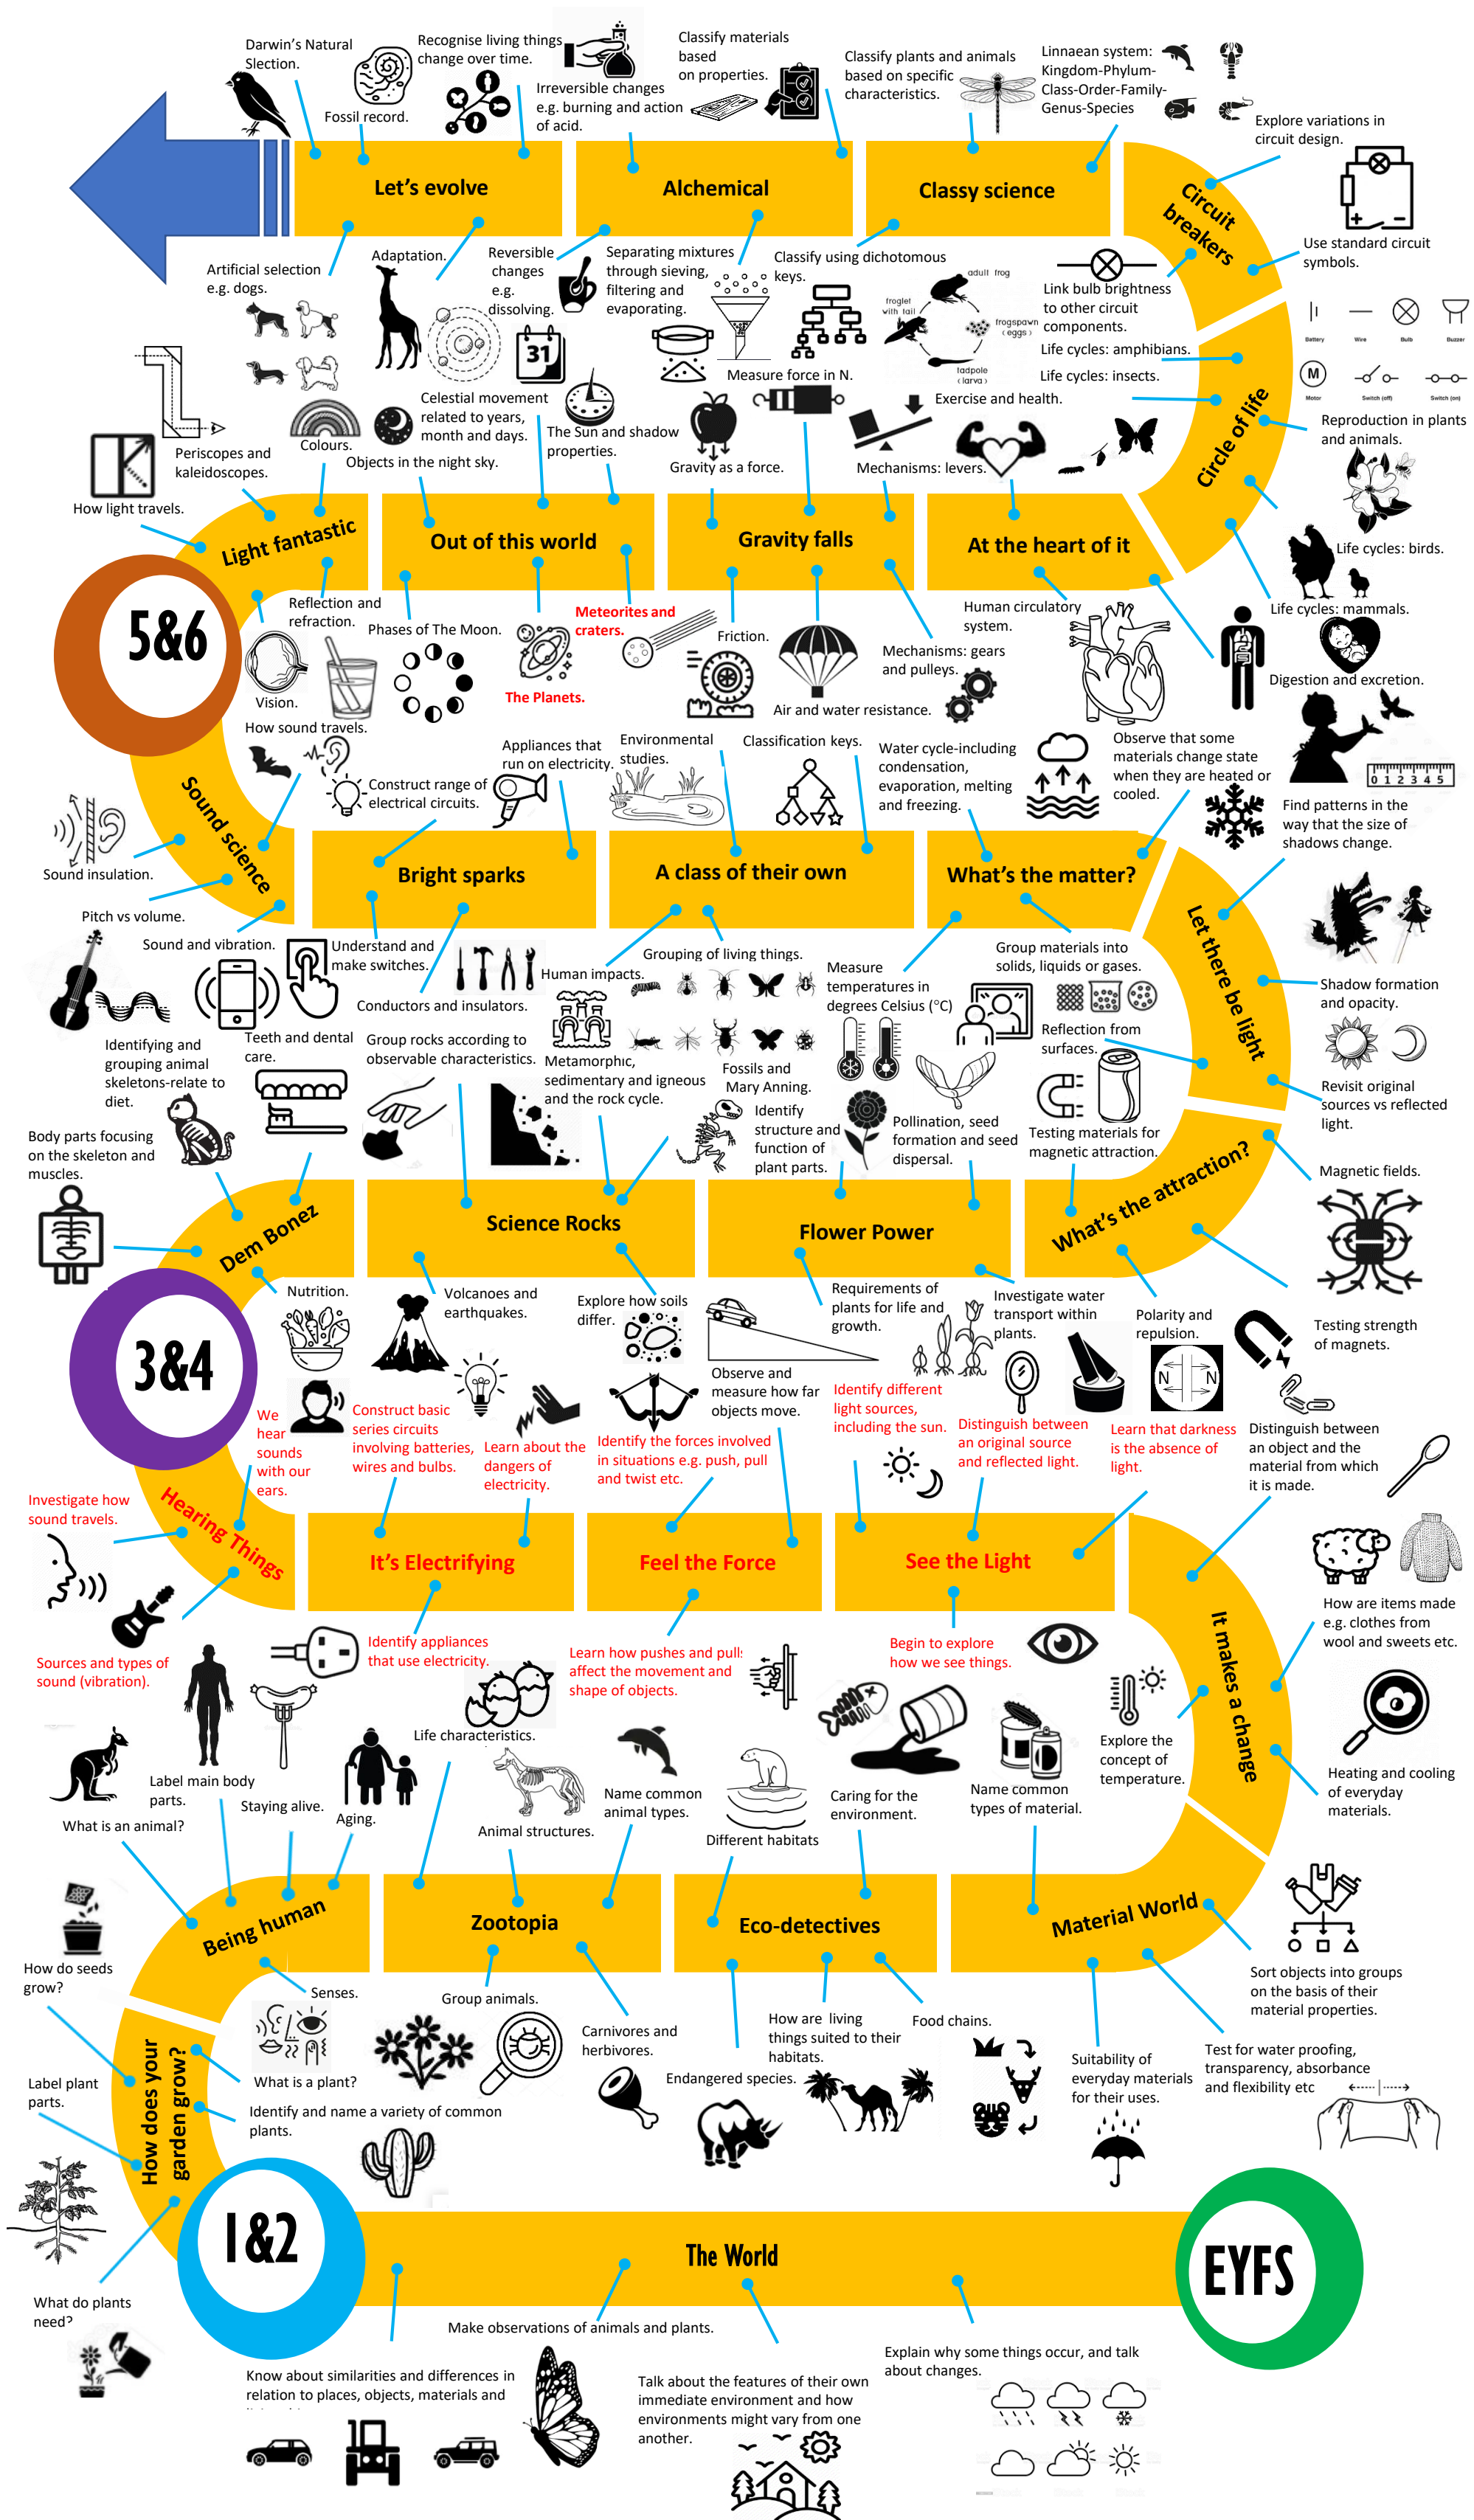 Darwin's Natural
Slection.
Fossil record.
Recognise living things
change over time.
Irreversible changes
e.g. burning and action
of acid.
Classify materials
based
on properties.
Classify plants and animals
based on specific
characteristics.
Linnaean system:
Kingdom-Phylum-
Class-Order-Family-
Genus-Species
Explore variations in
circuit design.
Let's evolve
Alchemical
Classy science
Circuit
breakers
Use standard circuit
symbols.
Artificial selection
e.g. dogs.
Adaptation.
Reversible
changes
e.g.
dissolving.
Separating mixtures
through sieving,
filtering and
evaporating.
Classify using dichotomous
keys.
adult frog
froglet
with tail
frogspawn
(eggs)
tadpole
(larva)
Link bulb brightness
to other circuit
components.
Life cycles: amphibians.
Life cycles: insects.
Battery
Wire
Bulb
Buzzer
M
Motor
Switch (off)
Switch (on)
31
Circle of life
Reproduction in plants
and animals.
Life cycles: birds.
Life cycles: mammals.
Periscopes and
kaleidoscopes.
How light travels.
Colours.
Objects in the night sky.
Celestial movement
related to years,
month and days.
The Sun and shadow
properties.
Measure force in N.
Gravity as a force.
Mechanisms: levers.
Exercise and health.
Light fantastic
Out of this world
Gravity falls
At the heart of it
5&6
Vision.
Reflection and
refraction.
Phases of The Moon.
The Planets.
Meteorites and
craters.
Friction.
Air and water resistance.
Mechanisms: gears
and pulleys.
Human circulatory
system.
Digestion and excretion.
Sound science
How sound travels.
Sound insulation.
Pitch vs volume.
Sound and vibration.
Construct range of
electrical circuits.
Appliances that
run on electricity.
Environmental
studies.
Classification keys.
Water cycle-including
condensation,
evaporation, melting
and freezing.
Observe that some
materials change state
when they are heated or
cooled.
0 1 2 3 4 5
Find patterns in the
way that the size of
shadows change.
Bright sparks
A class of their own
What's the matter?
Let there be light
Shadow formation
and opacity.
Revisit original
sources vs reflected
light.
Reflection from
surfaces.
Understand and
make switches.
Conductors and insulators.
Human impacts.
Grouping of living things.
Measure
temperatures in
degrees Celsius (°C)
Group materials into
solids, liquids or gases.
Identifying and
grouping animal
skeletons-relate to
diet.
Teeth and dental
care.
Body parts focusing
on the skeleton and
muscles.
Group rocks according to
observable characteristics.
Metamorphic,
sedimentary and igneous
and the rock cycle.
Fossils and
Mary Anning.
Identify
structure and
function of
plant parts.
Pollination, seed
formation and seed
dispersal.
Testing materials for
magnetic attraction.
Magnetic fields.
Dem Bonez
Science Rocks
Flower Power
What's the attraction?
3&4
Nutrition.
Volcanoes and
earthquakes.
Explore how soils
differ.
Requirements of
plants for life and
growth.
Investigate water
transport within
plants.
Polarity and
repulsion.
N
N
Testing strength
of magnets.
We
hear
sounds
with our
ears.
Construct basic
series circuits
involving batteries,
wires and bulbs.
Learn about the
dangers of
electricity.
Identify the forces involved
in situations e.g. push, pull
and twist etc.
Observe and
measure how far
objects move.
Identify different
light sources,
including the sun.
Distinguish between
an original source
and reflected light.
Learn that darkness
is the absence of
light.
Distinguish between
an object and the
material from which
it is made.
Investigate how
sound travels.
Hearing Things
It's Electrifying
Feel the Force
See the Light
It makes a change
How are items made
e.g. clothes from
wool and sweets etc.
Heating and cooling
of everyday
materials.
Explore the
concept of
temperature.
Sources and types of
sound (vibration).
Identify appliances
that use electricity.
Learn how pushes and pull
affect the movement and
shape of objects.
Begin to explore
how we see things.
What is an animal?
Label main body
parts.
Staying alive.
Aging.
Life characteristics.
Animal structures.
Name common
animal types.
Different habitats
Caring for the
environment.
Name common
types of material.
Being human
Zootopia
Eco-detectives
Material World
Sort objects into groups
on the basis of their
material properties.
Test for water proofing,
transparency, absorbance
and flexibility etc
Suitability of
everyday materials
for their uses.
Senses.
Group animals.
Carnivores and
herbivores.
Endangered species.
How are living
things suited to their
habitats.
Food chains.
How do seeds
grow?
Label plant
parts.
How does your
garden grow?
What is a plant?
Identify and name a variety of common
plants.
What do plants
need?
1&2
The World
EYFS
Know about similarities and differences in
relation to places, objects, materials and
Make observations of animals and plants.
Talk about the features of their own
immediate environment and how
environments might vary from one
another.
Explain why some things occur, and talk
about changes.